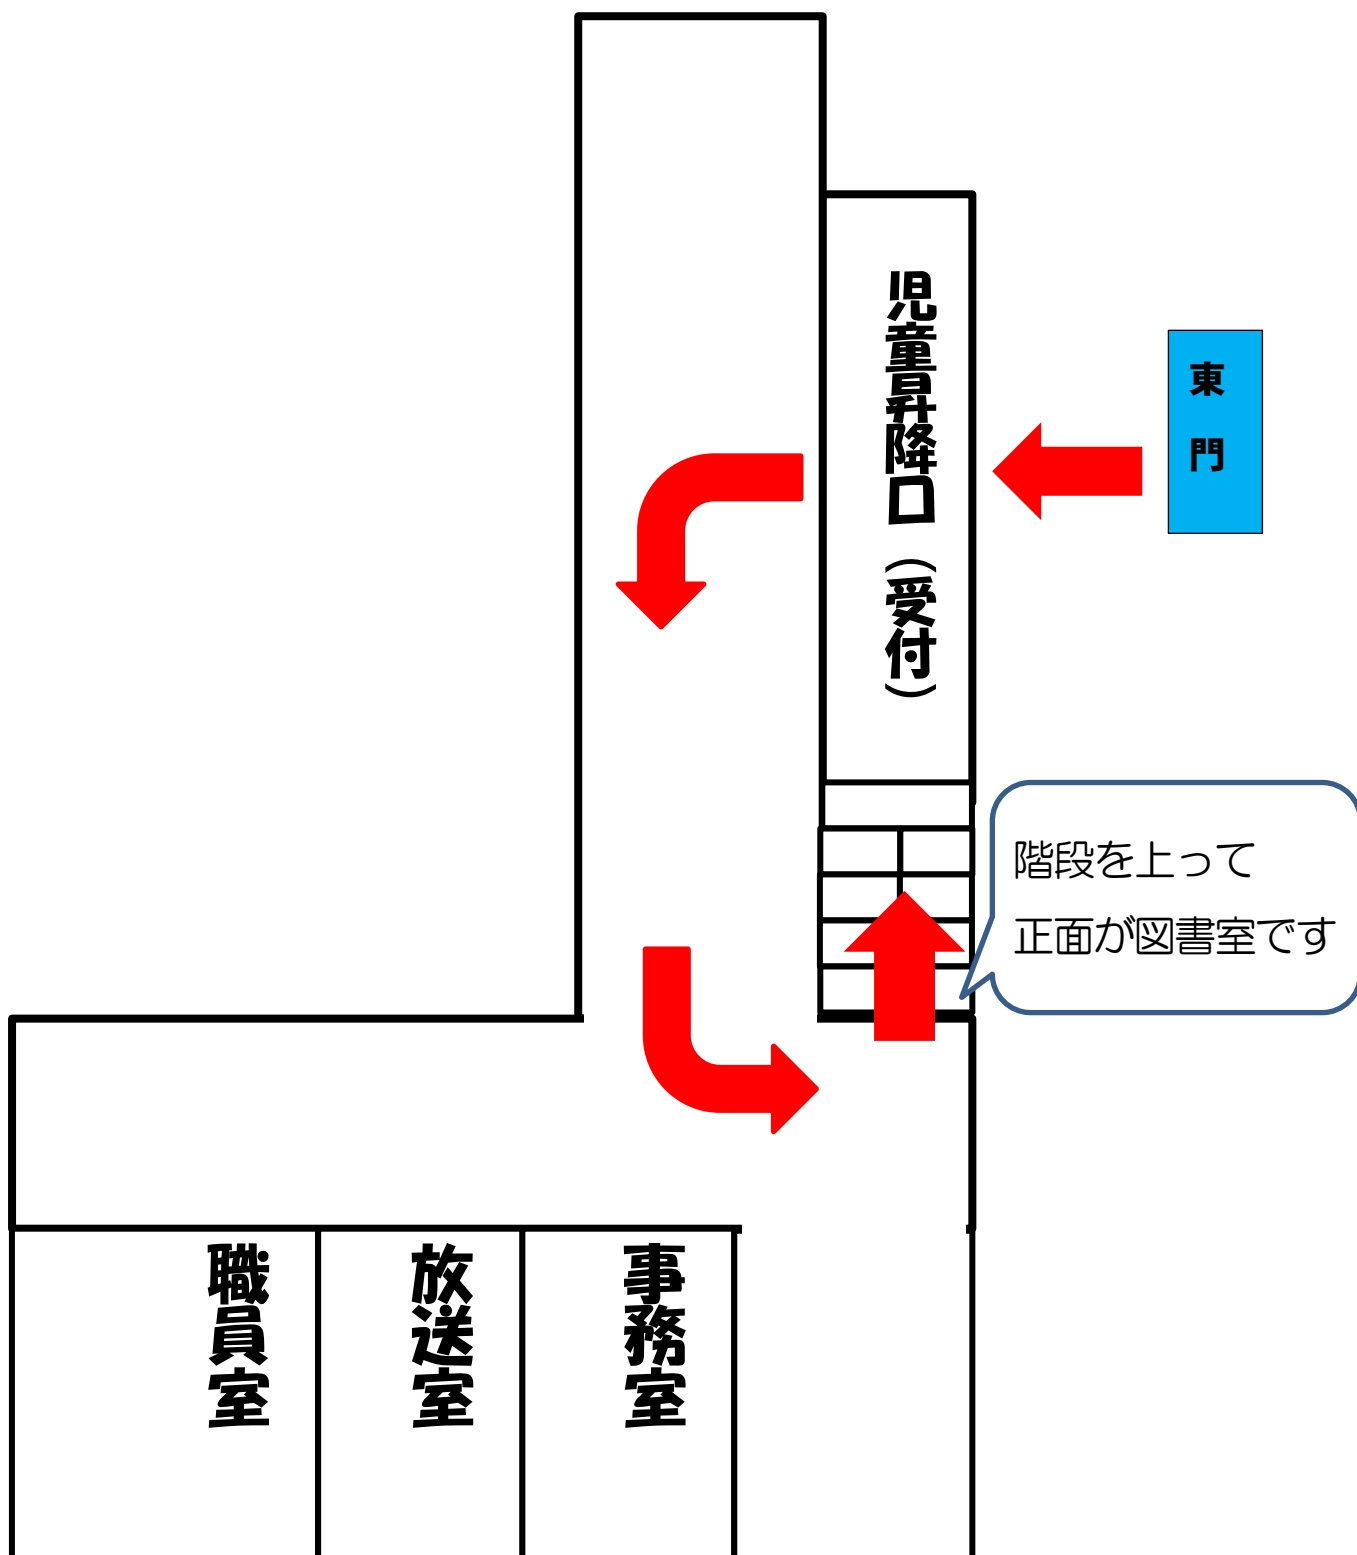 児童昇降口（受付）
東門
階段を上って
正面が図書室です
職員室
放送室
事務室